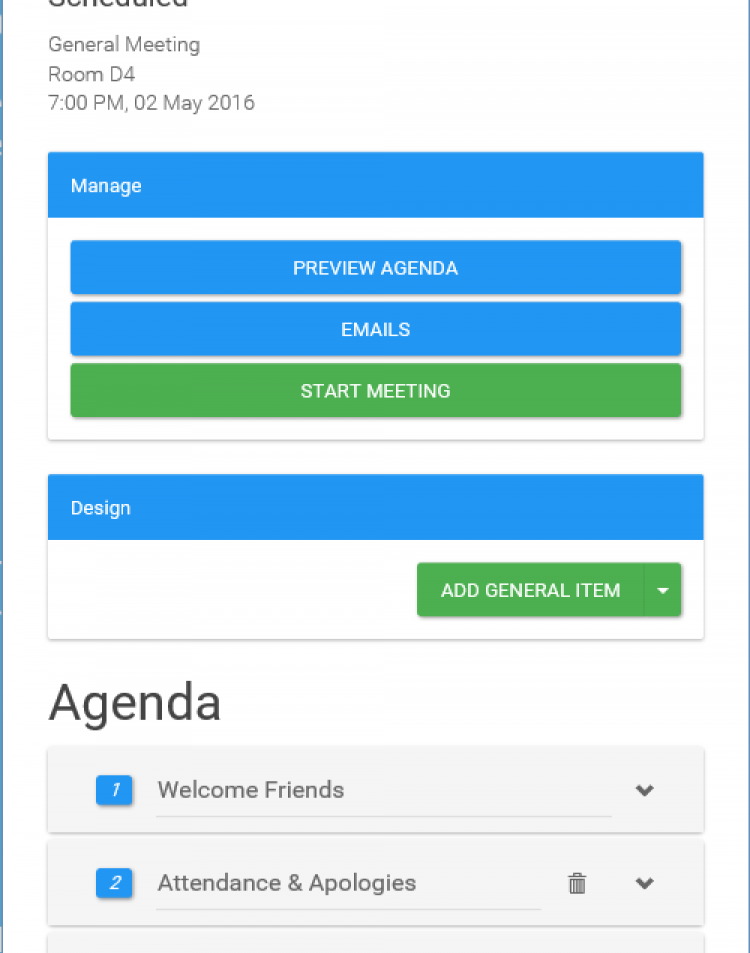 Scheduled
General Meeting
Room D4
7:00 PM, 02 May 2016
Manage
PREVIEW AGENDA
EMAILS
START MEETING
Design
ADD GENERAL ITEM
Agenda
1 Welcome Friends
2 Attendance & Apologies